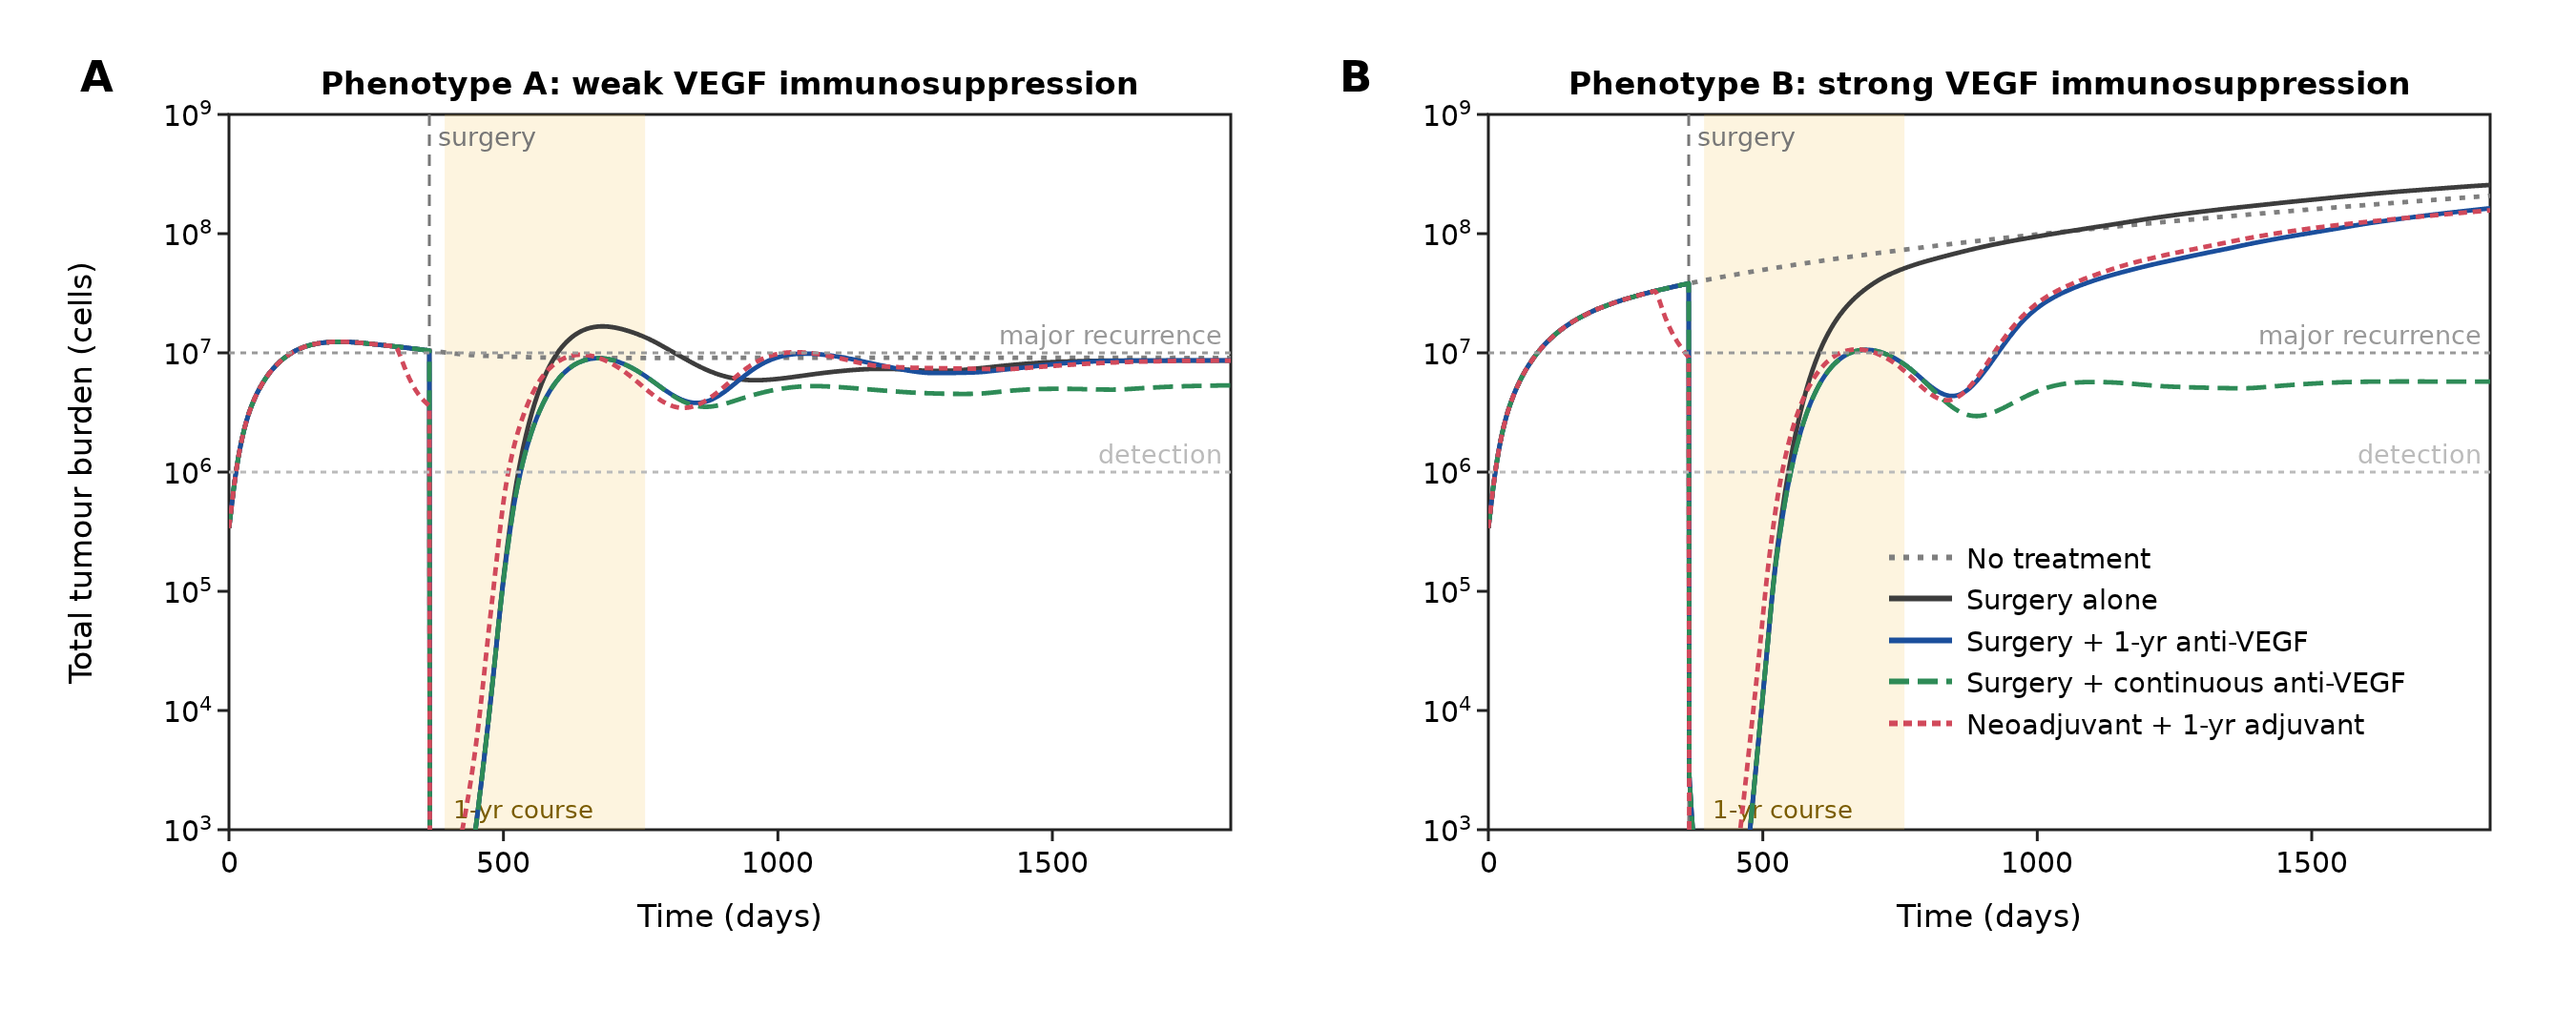 A
Phenotype A: weak VEGF immunosuppression
Total tumour burden (cells)
10⁹
10⁸
10⁷
10⁶
10⁵
10⁴
10³
surgery
major recurrence
detection
1-yr course
0
500
1000
1500
Time (days)
B
Phenotype B: strong VEGF immunosuppression
10⁹
10⁸
10⁷
10⁶
10⁵
10⁴
10³
surgery
major recurrence
detection
No treatment
Surgery alone
Surgery + 1-yr anti-VEGF
Surgery + continuous anti-VEGF
Neoadjuvant + 1-yr adjuvant
1-yr course
0
500
1000
1500
Time (days)